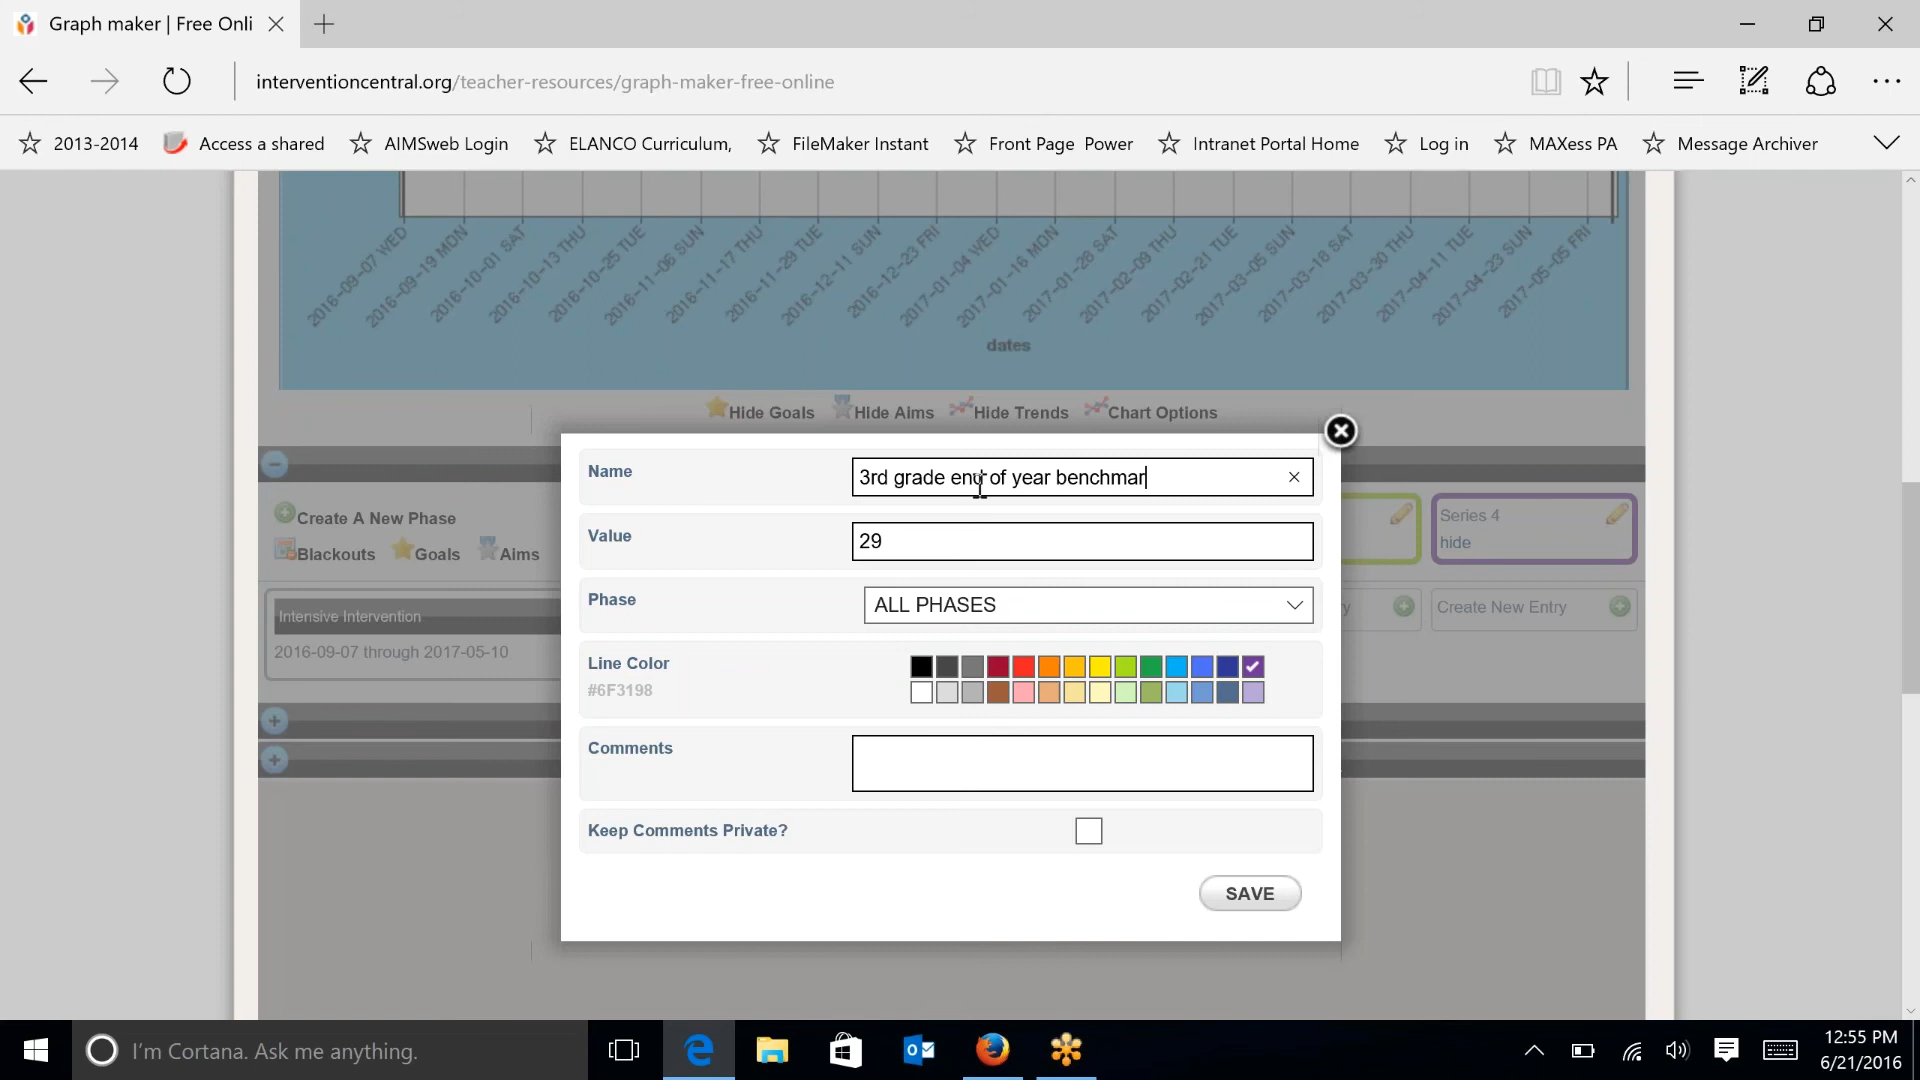 Graph maker | Free Onli
interventioncentral.org/teacher-resources/graph-maker-free-online
2013-2014
Access a shared
AIMSweb Login
ELANCO Curriculum,
FileMaker Instant
Front Page Power
Intranet Portal Home
Log in
MAXess PA
Message Archiver
2016-09-07 WED
2016-09-19 MON
2016-10-01 SAT
2016-10-13 THU
2016-10-25 TUE
2016-11-06 SUN
2016-11-17 THU
2016-11-29 TUE
2016-12-11 SUN
2016-12-23 FRI
2017-01-04 WED
2017-01-16 MON
2017-01-28 SAT
2017-02-09 THU
2017-02-21 TUE
2017-03-05 SUN
2017-03-18 SAT
2017-03-30 THU
2017-04-11 TUE
2017-04-23 SUN
2017-05-05 FRI
dates
Hide Goals Hide Aims Hide Trends Chart Options
Name
3rd grade end of year benchmar
Create A New Phase
Blackouts Goals Aims
Series 4
hide
Value
29
Phase
ALL PHASES
Intensive Intervention
2016-09-07 through 2017-05-10
Create New Entry
Line Color
#6F3198
Comments
Keep Comments Private?
SAVE
I'm Cortana. Ask me anything.
12:55 PM
6/21/2016